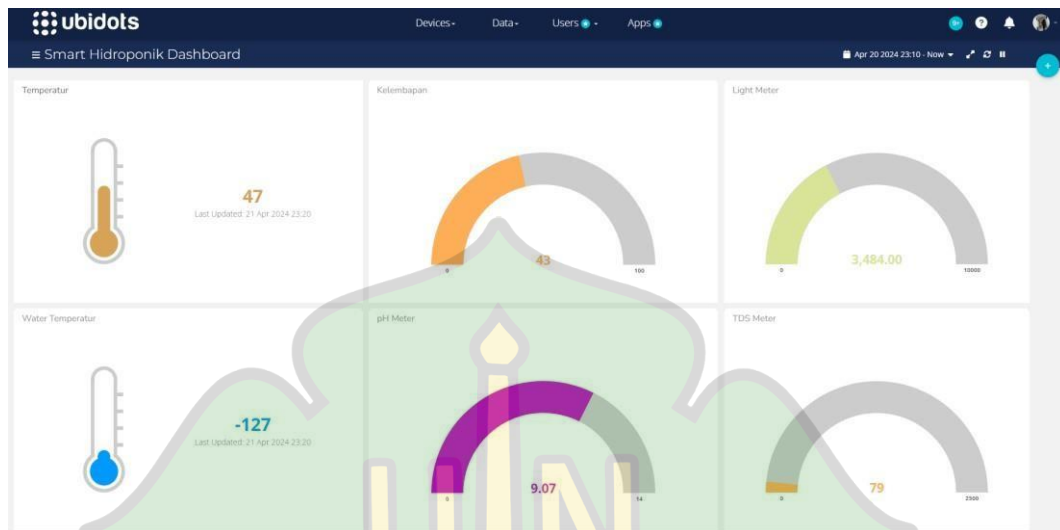 ubidots
Devices Data Users Apps
Smart Hidroponik Dashboard
Apr 20 2024 23:10 - Now
Temperatur
47
Last Updated: 21 Apr 2024 23:20
Kelembapan
43
0
100
Light Meter
3,484.00
0
10000
Water Temperatur
-127
Last Updated: 21 Apr 2024 23:20
pH Meter
9.07
0
14
TDS Meter
79
0
2500
UIN